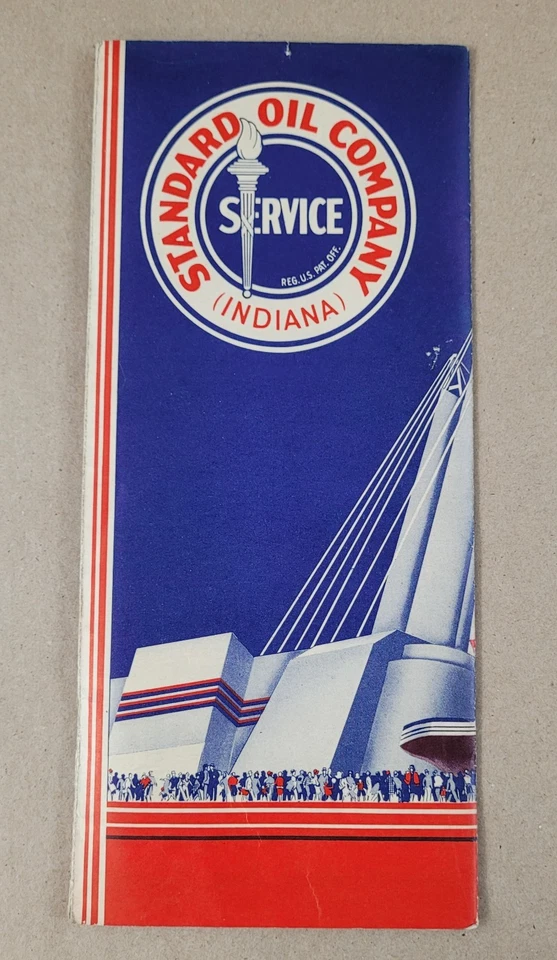 STANDARD OIL COMPANY
SERVICE
REG. U.S. PAT. OFF.
(INDIANA)